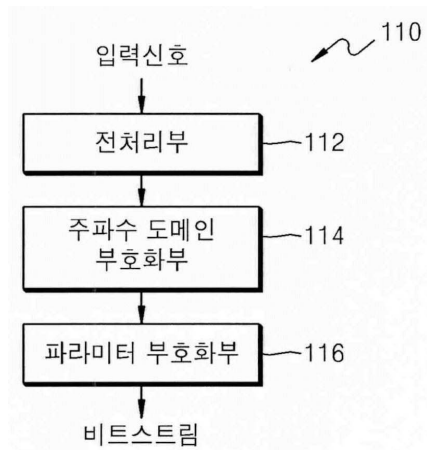 110
입력신호
전처리부
112
주파수 도메인
부호화부
114
파라미터 부호화부
116
비트스트림